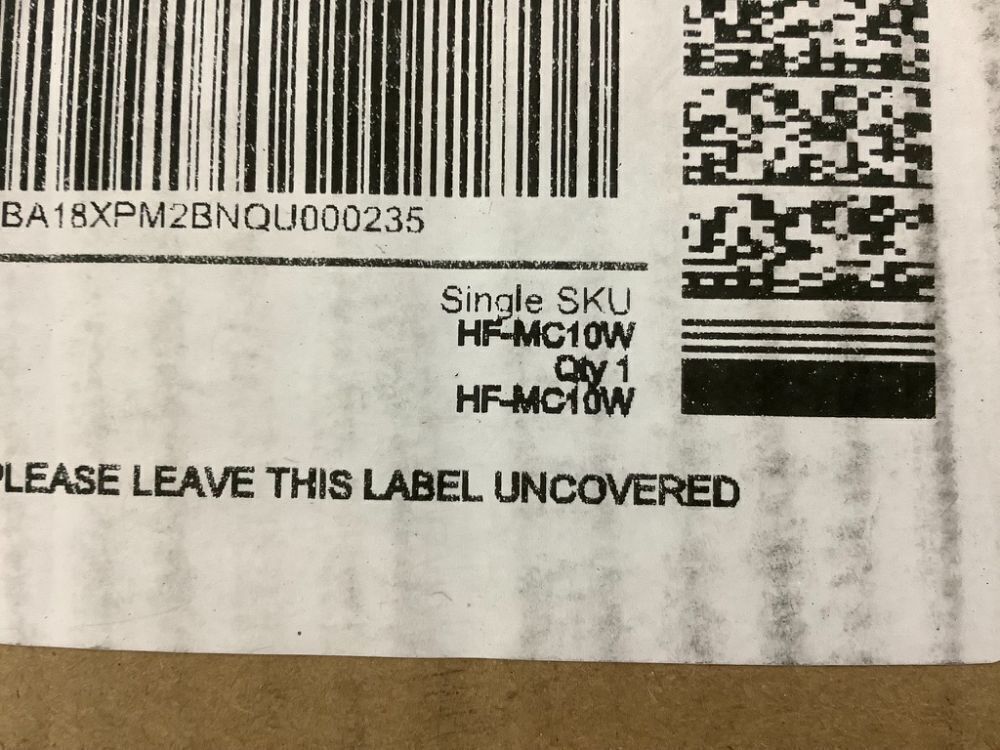 BA18XPM2BNQU000235
Single SKU
HF-MC10W
Qty 1
HF-MC10W
PLEASE LEAVE THIS LABEL UNCOVERED